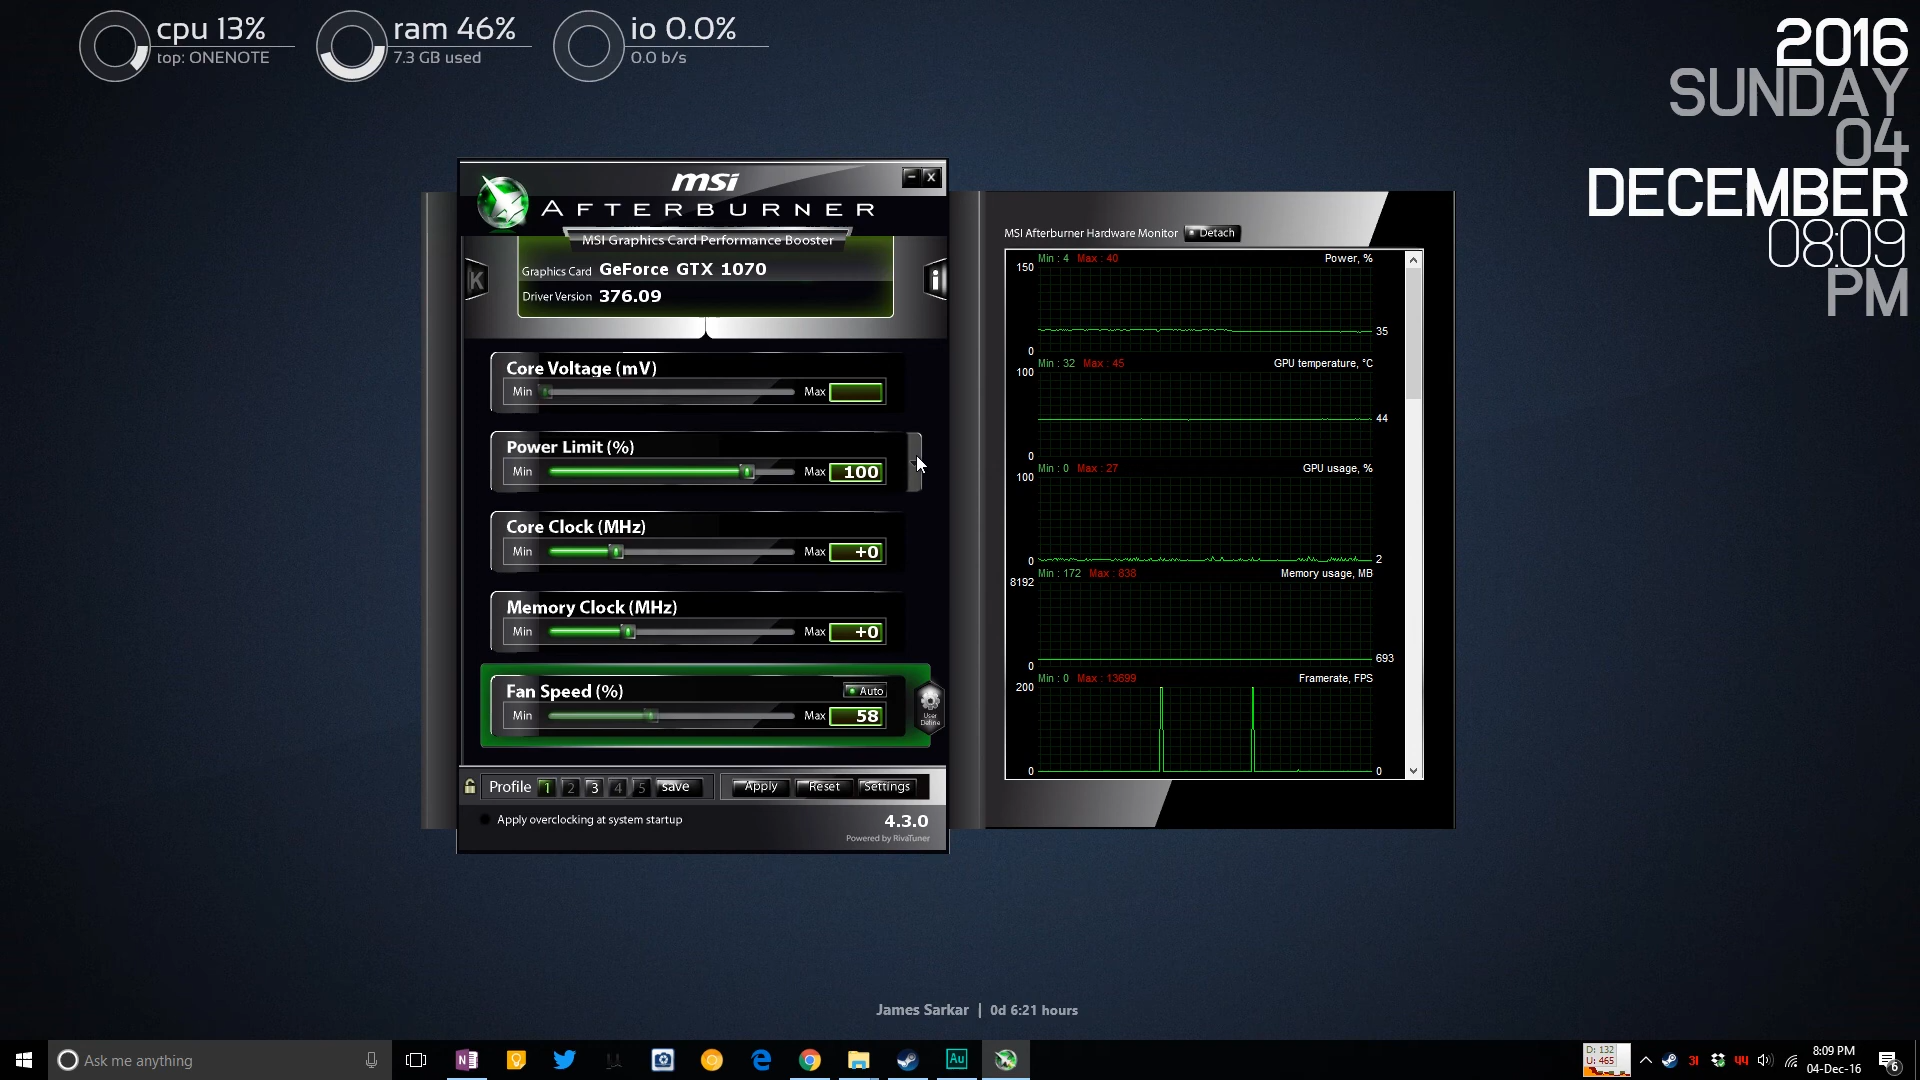 cpu 13%
top: ONENOTE
ram 46%
7.3 GB used
io 0.0%
0.0 b/s
2016
SUNDAY
04
DECEMBER
08:09
PM
msi
AFTERBURNER
MSI Graphics Card Performance Booster
Graphics Card GeForce GTX 1070
Driver Version 376.09
K
i
Core Voltage (mV)
Min Max
Power Limit (%)
Min Max 100
Core Clock (MHz)
Min Max +0
Memory Clock (MHz)
Min Max +0
Fan Speed (%) Auto
Min Max 58
User Define
Profile 1 2 3 4 5 save Apply Reset Settings
Apply overclocking at system startup
4.3.0
Powered by RivaTuner
MSI Afterburner Hardware Monitor Detach
Min : 4 Max : 40 Power, %
150
35
0
Min : 32 Max : 45 GPU temperature, °C
100
44
0
Min : 0 Max : 27 GPU usage, %
100
2
0
Min : 172 Max : 838 Memory usage, MB
8192
693
0
Min : 0 Max : 13699 Framerate, FPS
200
0
0
James Sarkar | 0d 6:21 hours
Ask me anything
N
Au
D: 132
U: 465
31
44
8:09 PM
04-Dec-16
6